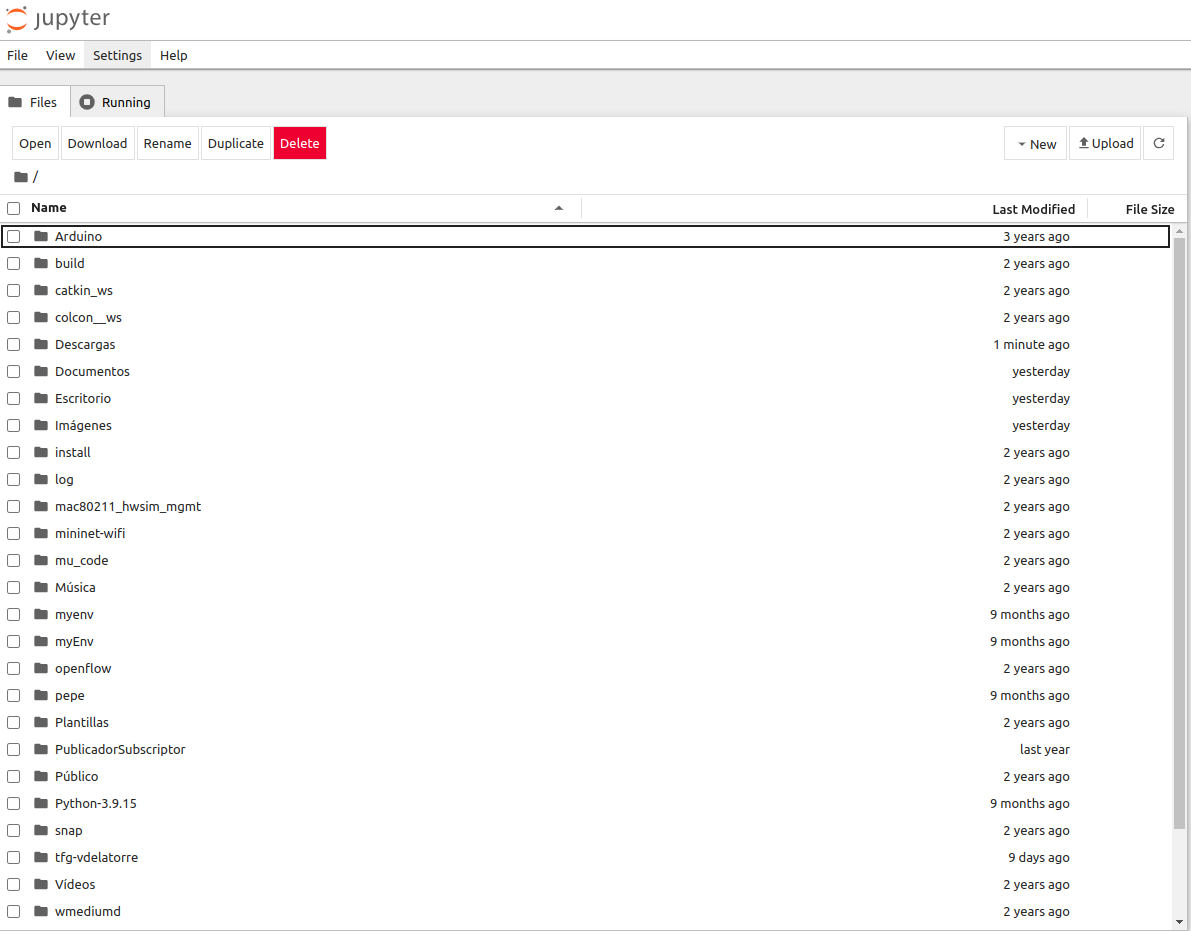 jupyter
File View Settings Help
Files Running
Open Download Rename Duplicate Delete New Upload
/
Name Last Modified File Size
Arduino 3 years ago
build 2 years ago
catkin_ws 2 years ago
colcon__ws 2 years ago
Descargas 1 minute ago
Documentos yesterday
Escritorio yesterday
Imágenes yesterday
install 2 years ago
log 2 years ago
mac80211_hwsim_mgmt 2 years ago
mininet-wifi 2 years ago
mu_code 2 years ago
Música 2 years ago
myenv 9 months ago
myEnv 9 months ago
openflow 2 years ago
pepe 9 months ago
Plantillas 2 years ago
PublicadorSubscriptor last year
Público 2 years ago
Python-3.9.15 9 months ago
snap 2 years ago
tfg-vdelatorre 9 days ago
Vídeos 2 years ago
wmediumd 2 years ago